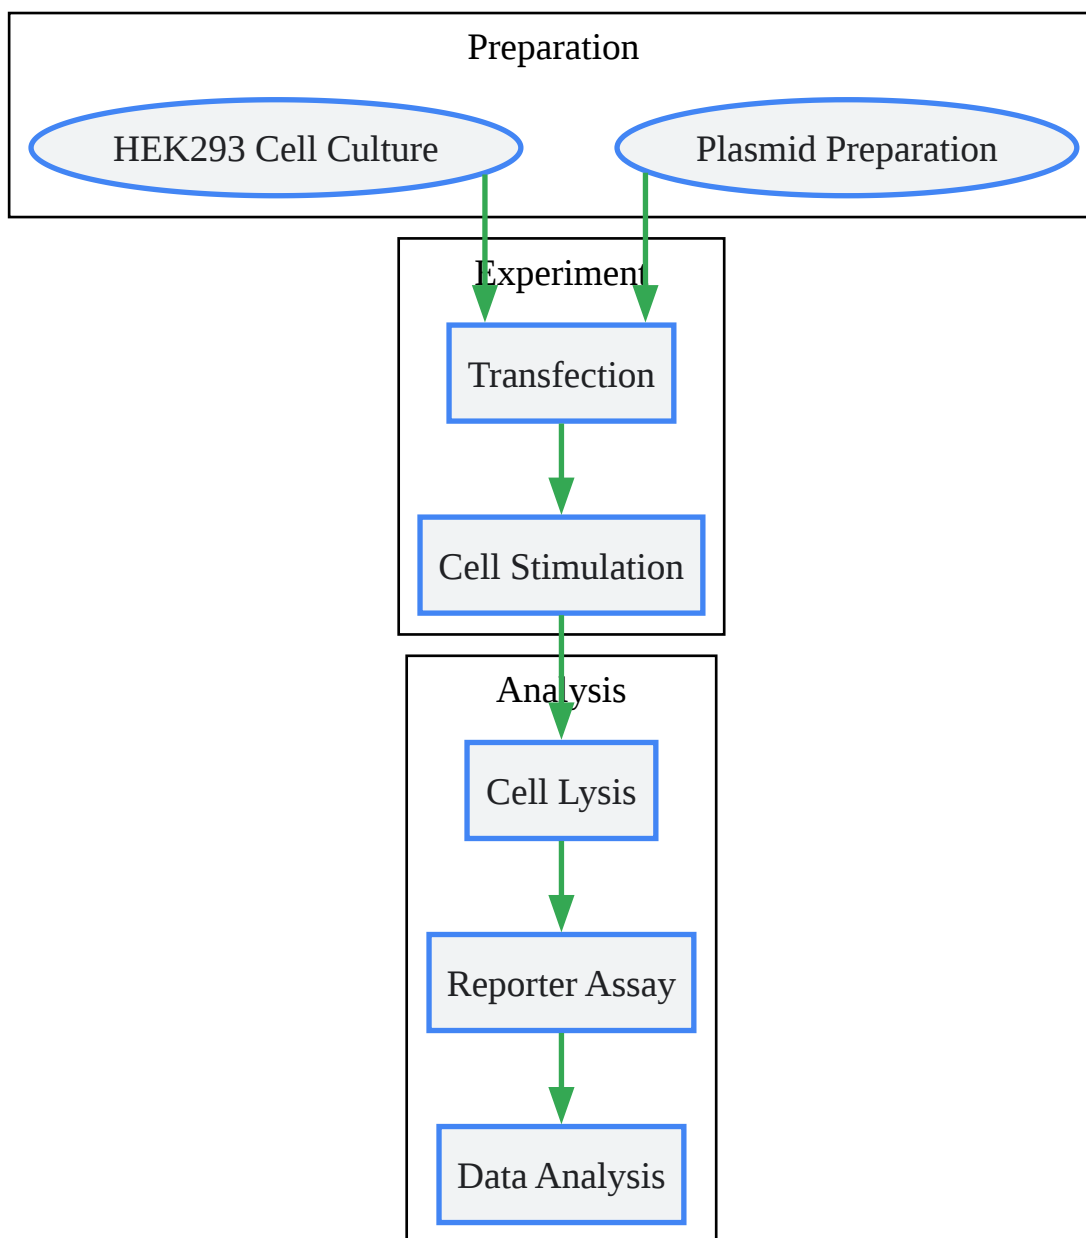 Preparation
HEK293 Cell Culture
Plasmid Preparation
Experiment
Transfection
Cell Stimulation
Analysis
Cell Lysis
Reporter Assay
Data Analysis